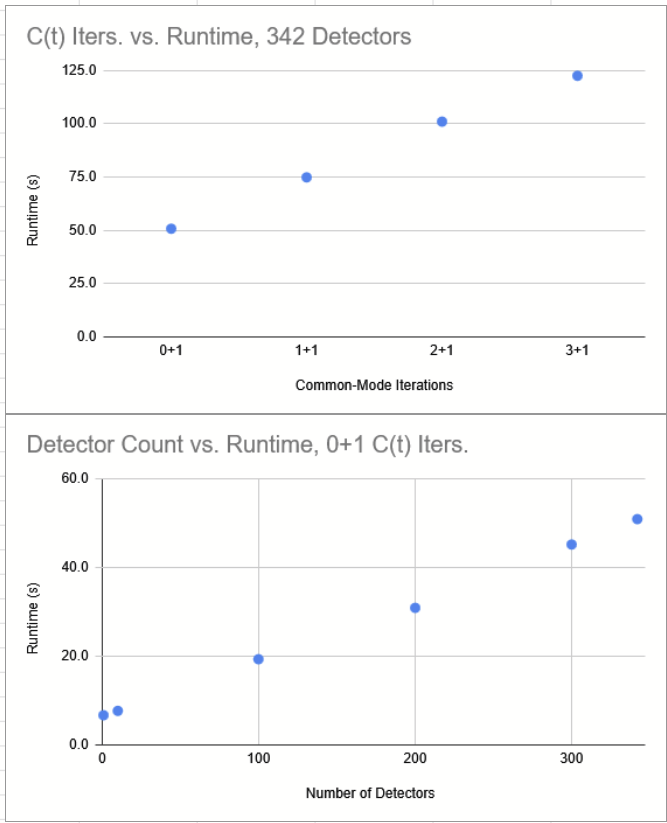 C(t) Iters. vs. Runtime, 342 Detectors
125.0
100.0
75.0
50.0
25.0
0.0
Runtime (s)
0+1 1+1 2+1 3+1
Common-Mode Iterations
Detector Count vs. Runtime, 0+1 C(t) Iters.
60.0
40.0
20.0
0.0
Runtime (s)
0 100 200 300
Number of Detectors